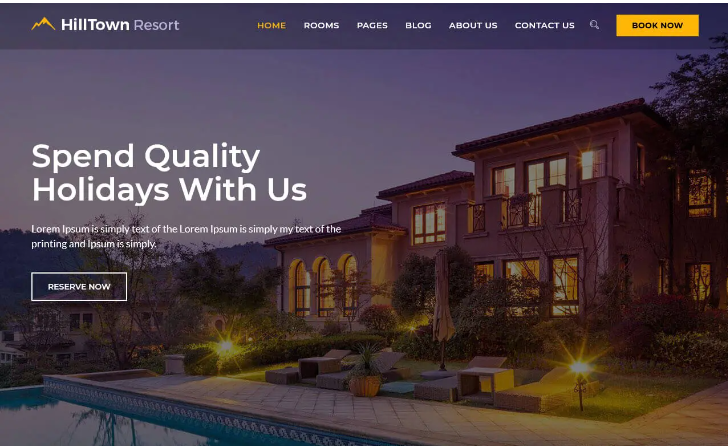 HillTown Resort
HOME ROOMS PAGES BLOG ABOUT US CONTACT US BOOK NOW
Spend Quality
Holidays With Us
Lorem Ipsum is simply text of the Lorem Ipsum is simply my text of the
printing and Ipsum is simply.
RESERVE NOW